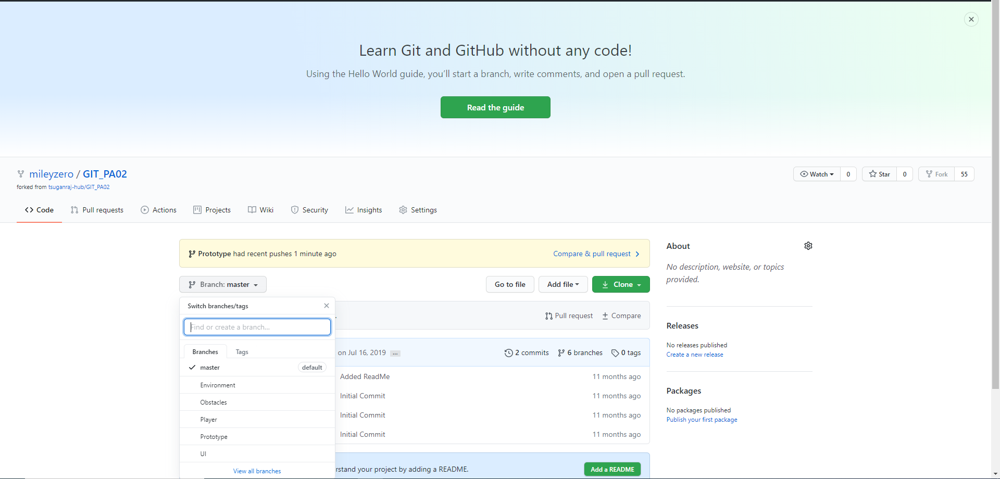 Learn Git and GitHub without any code!
Using the Hello World guide, you’ll start a branch, write comments, and open a pull request.
Read the guide
mileyzero / GIT_PA02
forked from tsuganraj-hub/GIT_PA02
Watch 0 Star 0 Fork 55
Code Pull requests Actions Projects Wiki Security Insights Settings
Prototype had recent pushes 1 minute ago
Compare & pull request
Branch: master
Go to file Add file Clone
Switch branches/tags
Find or create a branch...
Branches Tags
master default
Environment
Obstacles
Player
Prototype
UI
View all branches
Pull request Compare
on Jul 16, 2019 ... 2 commits 6 branches 0 tags
Added ReadMe 11 months ago
Initial Commit 11 months ago
Initial Commit 11 months ago
Initial Commit 11 months ago
rstand your project by adding a README.
Add a README
About
No description, website, or topics
provided.
Releases
No releases published
Create a new release
Packages
No packages published
Publish your first package